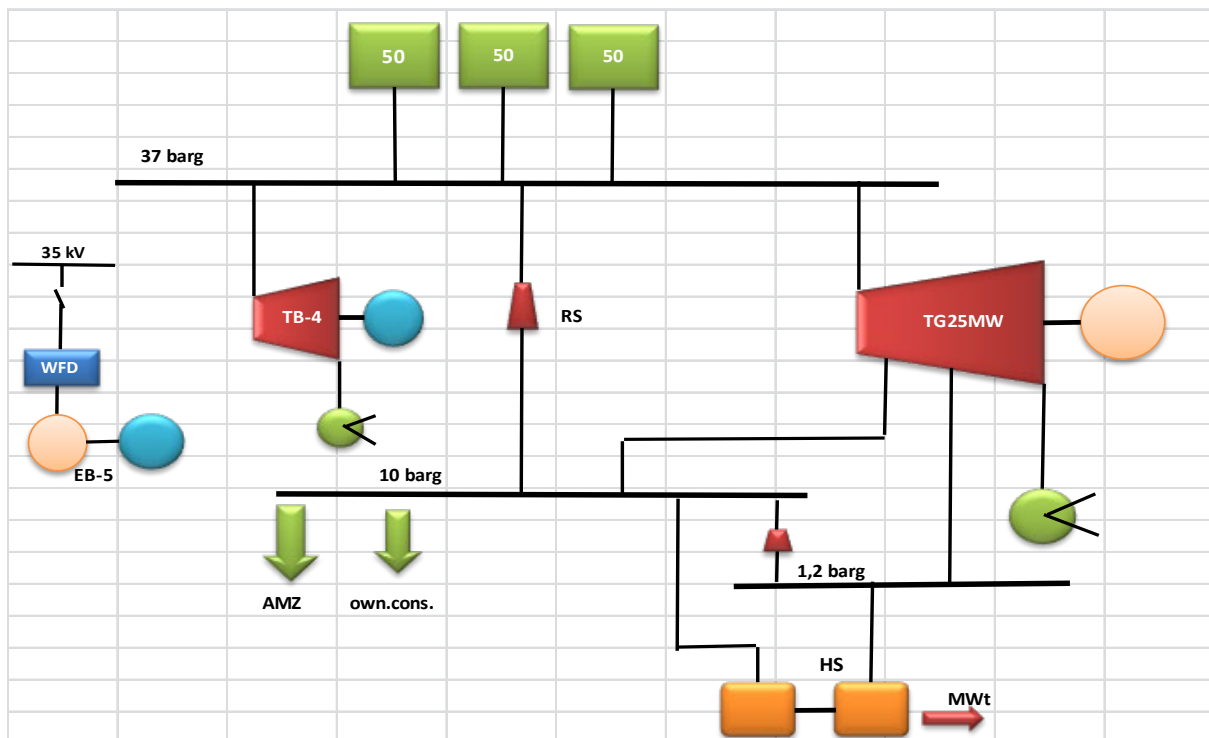 50
50
50
37 barg
35 kV
TB-4
RS
TG25MW
WFD
EB-5
10 barg
1,2 barg
AMZ
own.cons.
HS
MWt